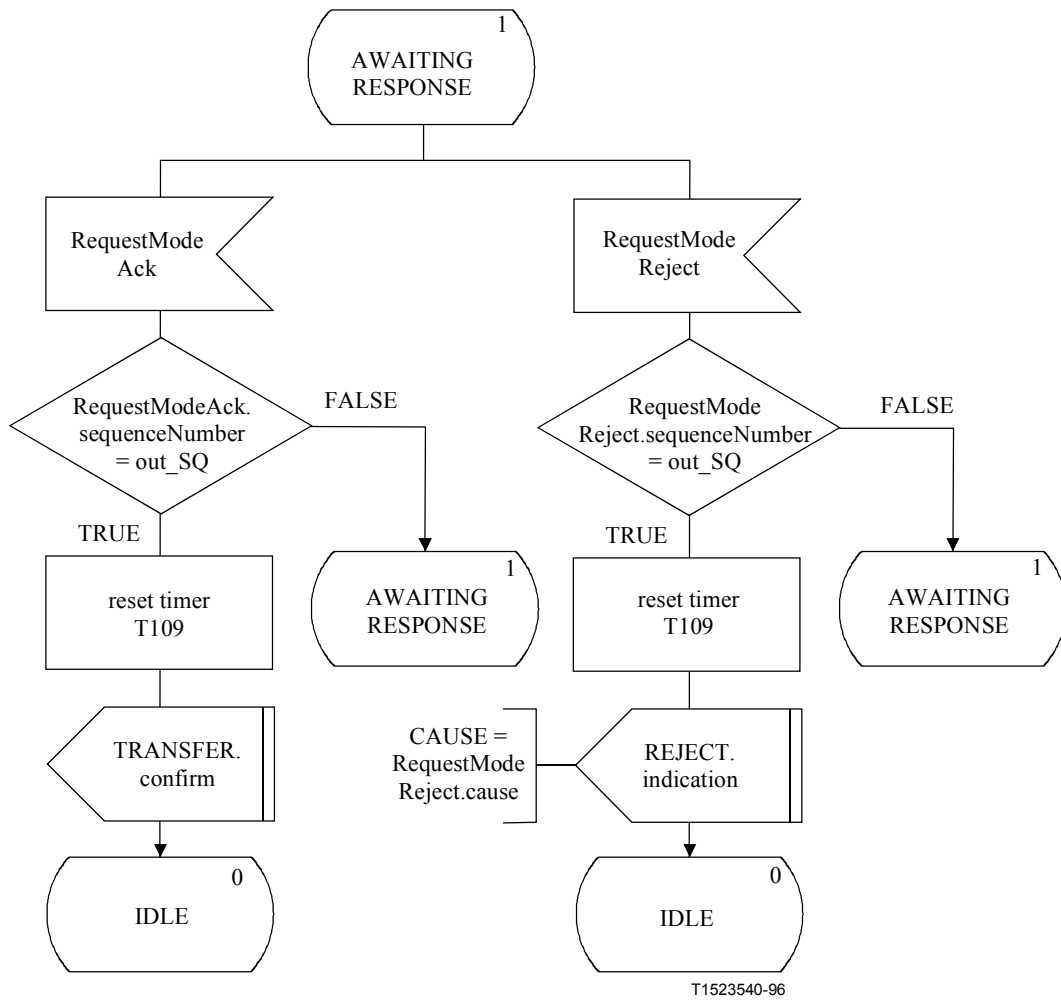 1
AWAITING
RESPONSE
RequestMode
Ack
RequestMode
Reject
RequestModeAck.
sequenceNumber
= out_SQ
FALSE
RequestMode
Reject.sequenceNumber
= out_SQ
FALSE
TRUE
reset timer
T109
1
AWAITING
RESPONSE
TRUE
reset timer
T109
1
AWAITING
RESPONSE
TRANSFER.
confirm
CAUSE =
RequestMode
Reject.cause
REJECT.
indication
0
IDLE
0
IDLE
T1523540-96